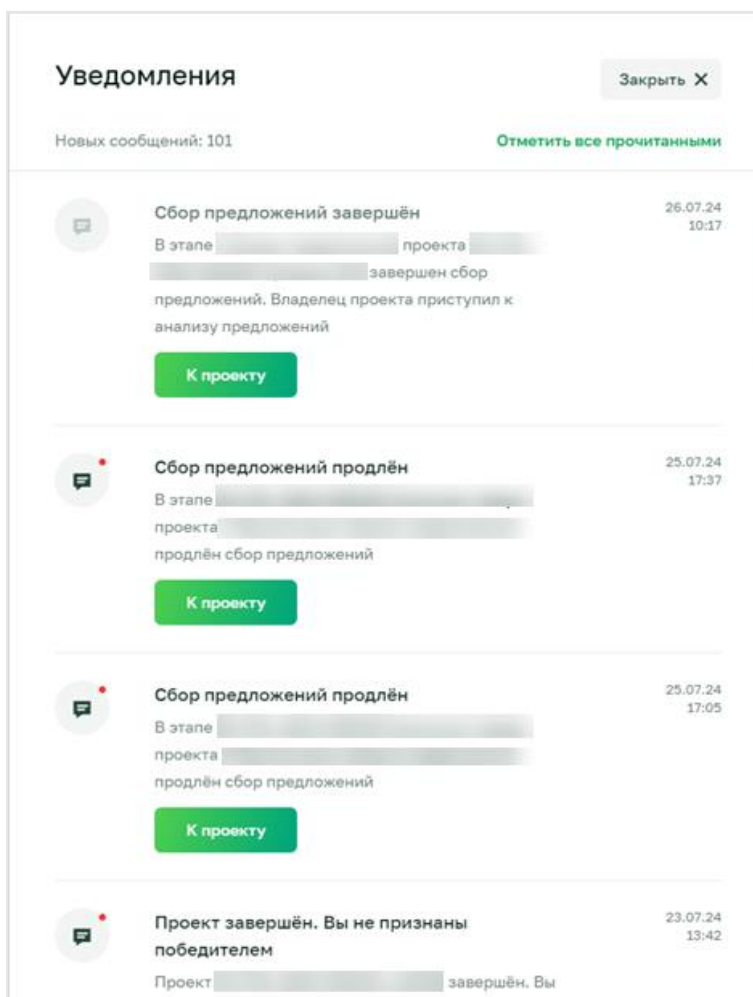 Уведомления
Закрыть X
Новых сообщений: 101
Отметить все прочитанными
Сбор предложений завершён
26.07.24
10:17
В этапе проекта
завершен сбор
предложений. Владелец проекта приступил к
анализу предложений
К проекту
Сбор предложений продлён
25.07.24
17:37
В этапе
проекта
продлён сбор предложений
К проекту
Сбор предложений продлён
25.07.24
17:05
В этапе
проекта
продлён сбор предложений
К проекту
Проект завершён. Вы не признаны
победителем
23.07.24
13:42
Проект завершён. Вы